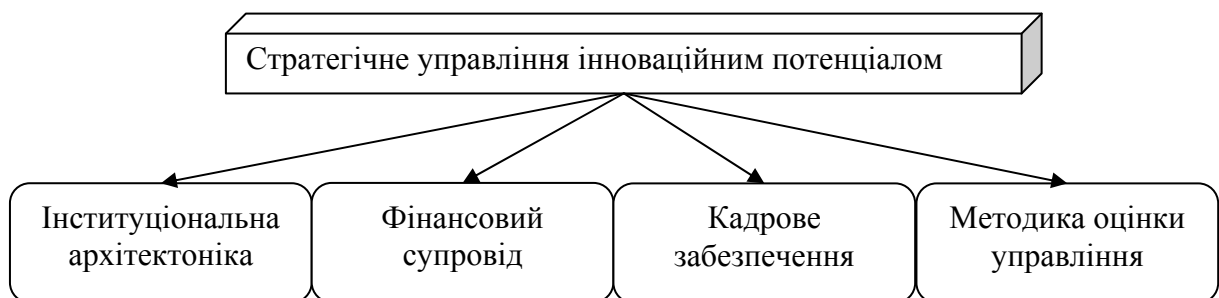 Стратегічне управління інноваційним потенціалом
Інституціональна
архітектоніка
Фінансовий
супровід
Кадрове
забезпечення
Методика оцінки
управління